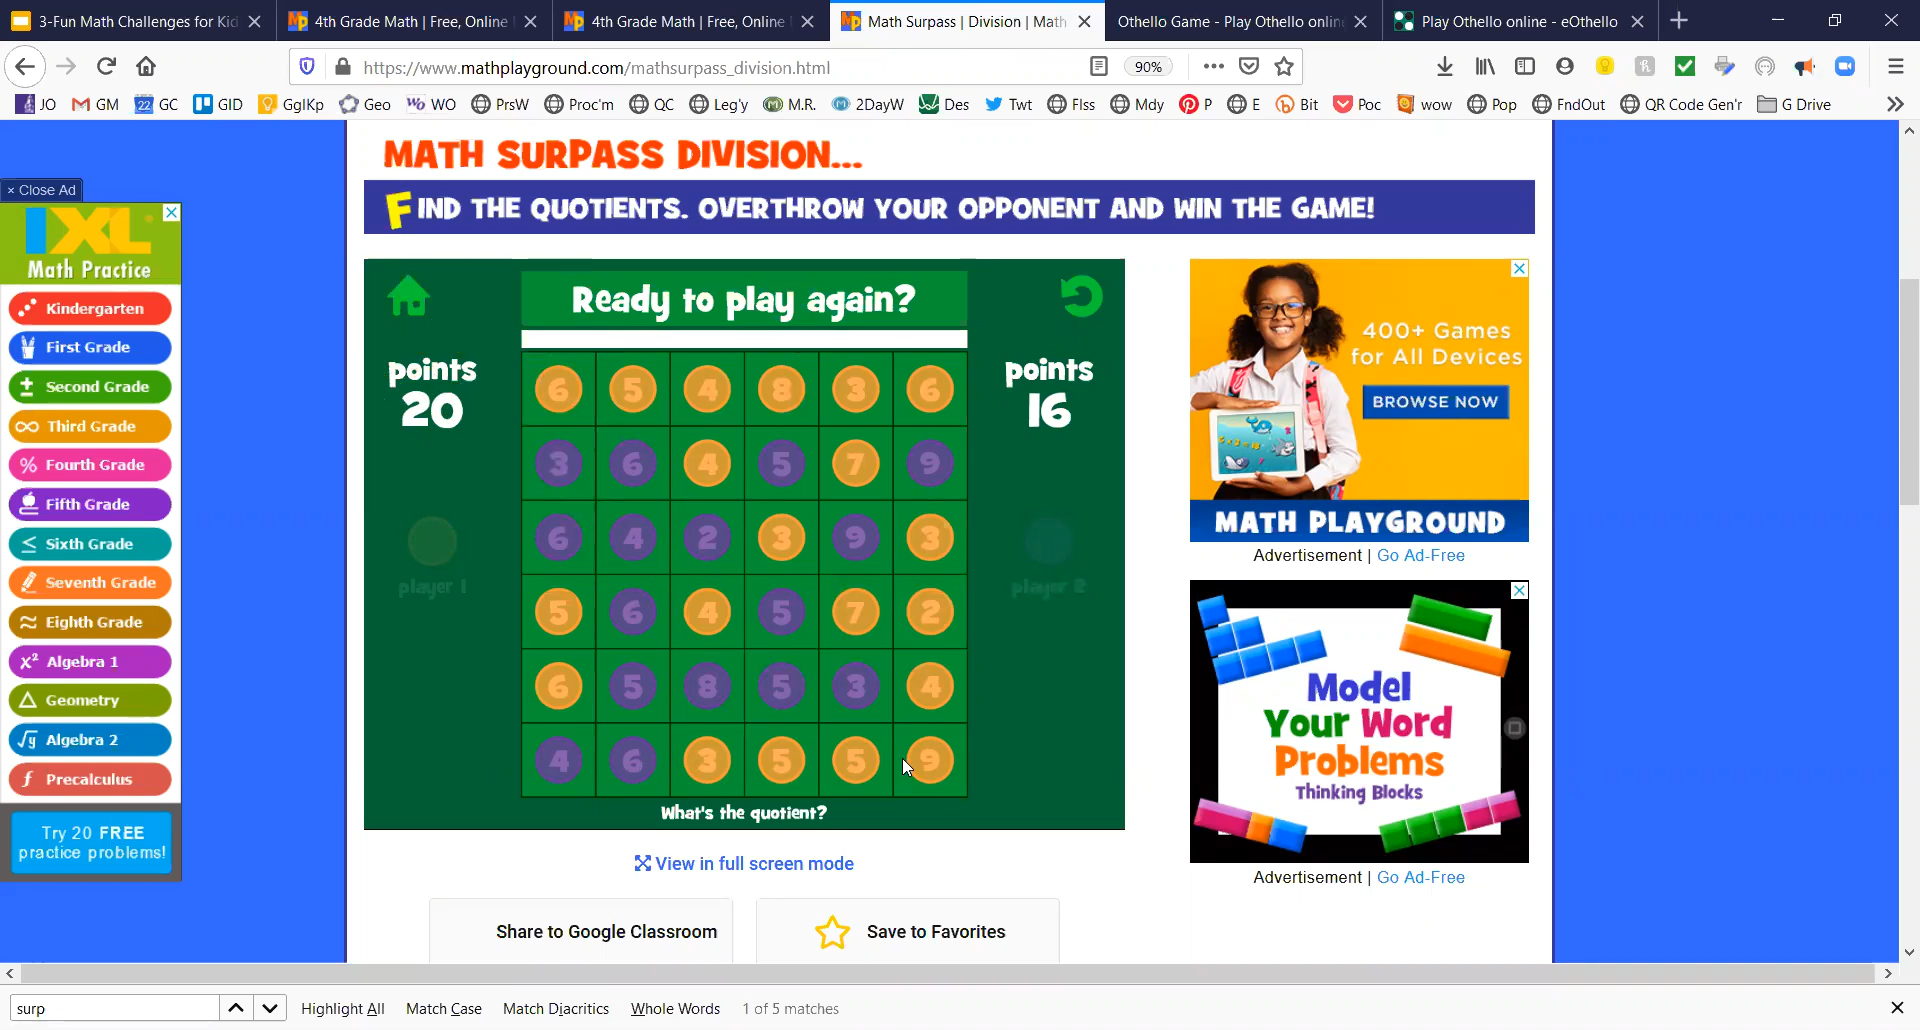 3-Fun Math Challenges for Kid
4th Grade Math | Free, Online
4th Grade Math | Free, Online
Math Surpass | Division | Math
Othello Game - Play Othello onlin
Play Othello online - eOthello
https://www.mathplayground.com/mathsurpass_division.html
90%
JO GM 22 GC GID GglKp Geo Wo WO PrsW Proc'm QC Leg'y M.R. 2DayW Des Twt Flss Mdy P E Bit Poc wow Pop FndOut QR Code Gen'r G Drive
MATH SURPASS DIVISION...
FIND THE QUOTIENTS. OVERTHROW YOUR OPPONENT AND WIN THE GAME!
× Close Ad
IXL
Math Practice
Kindergarten
First Grade
Second Grade
Third Grade
% Fourth Grade
Fifth Grade
≤ Sixth Grade
Seventh Grade
≈ Eighth Grade
x² Algebra 1
Geometry
√y Algebra 2
f Precalculus
Try 20 FREE
practice problems!
Ready to play again?
points
20
points
16
6 5 4 8 3 6
3 6 4 5 7 9
6 4 2 3 9 3
5 6 4 5 7 2
6 5 8 5 3 4
4 6 3 5 5 9
player 1
player 2
What's the quotient?
View in full screen mode
Share to Google Classroom
Save to Favorites
400+ Games
for All Devices
BROWSE NOW
MATH PLAYGROUND
Advertisement | Go Ad-Free
Model
Your Word
Problems
Thinking Blocks
Advertisement | Go Ad-Free
surp
Highlight All Match Case Match Diacritics Whole Words 1 of 5 matches